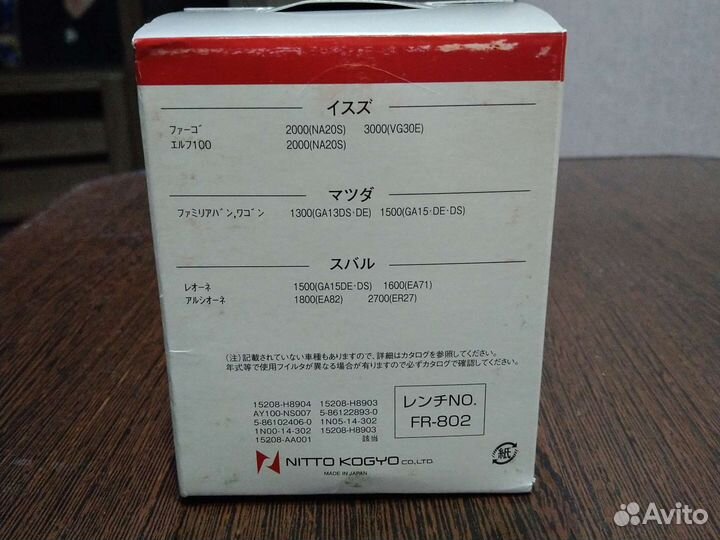 イスズ
ファーゴ 2000(NA20S) 3000(VG30E)
エルフ100 2000(NA20S)
マツダ
ファミリアバン,ワゴン 1300(GA13DS·DE) 1500(GA15·DE·DS)
スバル
レオーネ 1500(GA15DE·DS) 1600(EA71)
アルシオーネ 1800(EA82) 2700(ER27)
(注)記載されていない車種もありますので、詳細はカタログを参照してください。
年式等で使用フイルタが異なる場合が有りますので必ずカタログで確認してください。
15208-H8904 15208-H8903
AY100-NS007 5-86122893-0
5-86102406-0 1N05-14-302
1N00-14-302 15208-H8903
15208-AA001 該当
レンチNO.
FR-802
NITTO KOGYO CO.,LTD.
MADE IN JAPAN
紙
Avito